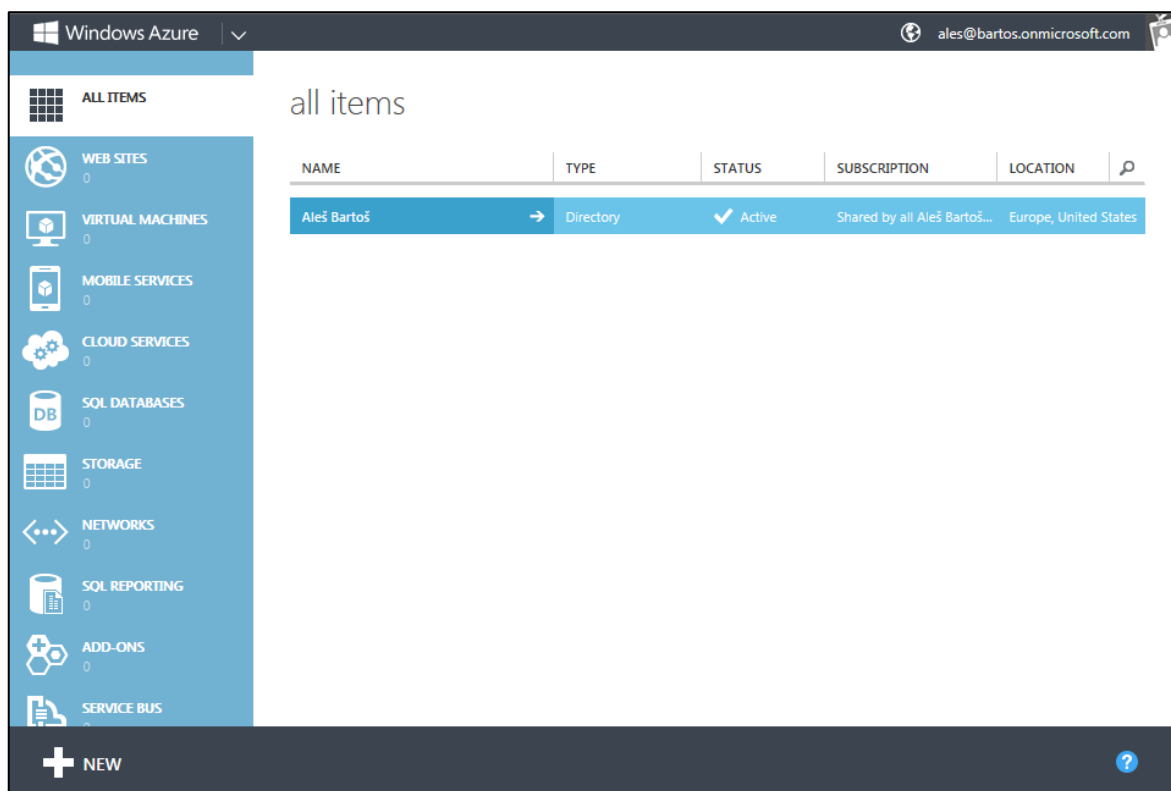 Windows Azure
ales@bartos.onmicrosoft.com
ALL ITEMS
WEB SITES
0
VIRTUAL MACHINES
0
MOBILE SERVICES
0
CLOUD SERVICES
0
SQL DATABASES
0
DB
STORAGE
0
NETWORKS
0
SQL REPORTING
0
ADD-ONS
0
SERVICE BUS
all items
NAME TYPE STATUS SUBSCRIPTION LOCATION
Aleš Bartoš Directory Active Shared by all Aleš Bartoš... Europe, United States
NEW
?